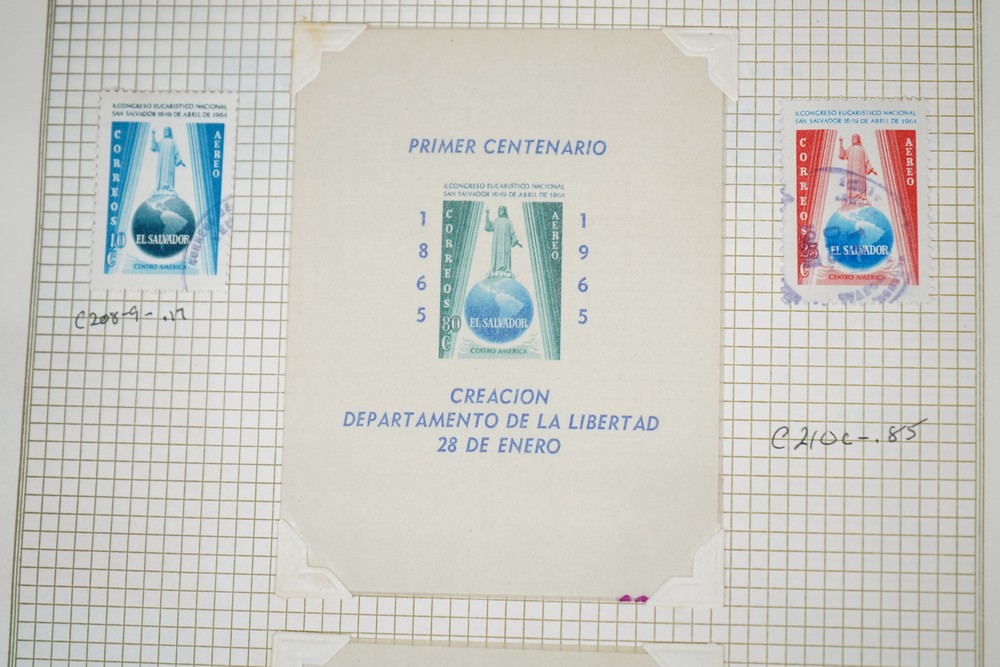 II CONGRESO EUCARISTICO NACIONAL
SAN SALVADOR 16-19 DE ABRIL DE 1964
CORREOS
AEREO
10
C
EL SALVADOR
CENTRO AMERICA
C208-9-.17
PRIMER CENTENARIO
II CONGRESO EUCARISTICO NACIONAL
SAN SALVADOR 16-19 DE ABRIL DE 1964
1865
CORREOS
AEREO
1965
80
C
EL SALVADOR
CENTRO AMERICA
CREACION
DEPARTAMENTO DE LA LIBERTAD
28 DE ENERO
II CONGRESO EUCARISTICO NACIONAL
SAN SALVADOR 16-19 DE ABRIL DE 1964
CORREOS
AEREO
25
C
EL SALVADOR
CENTRO AMERICA
C210c-.85